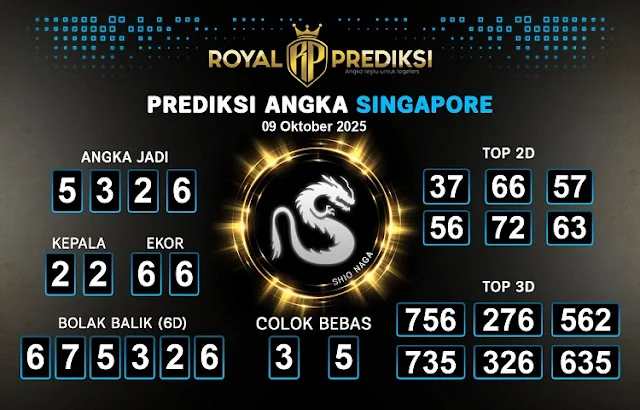 ROYAL RP PREDIKSI
Angka Jaitu untuk togelers
PREDIKSI ANGKA SINGAPORE
09 Oktober 2025
ANGKA JADI
5 3 2 6
KEPALA EKOR
2 2 6 6
BOLAK BALIK (6D)
6 7 5 3 2 6
SHIO NAGA
COLOK BEBAS
3 5
TOP 2D
37 66 57
56 72 63
TOP 3D
756 276 562
735 326 635